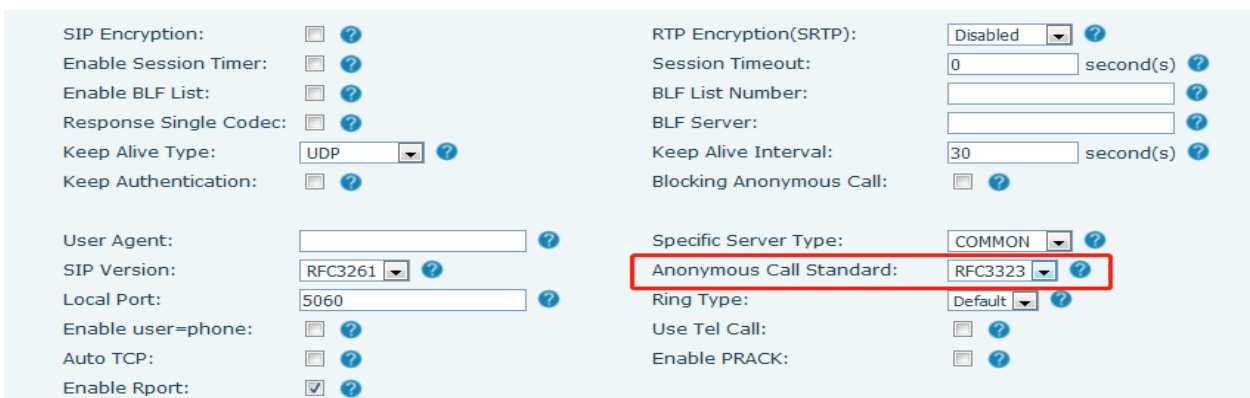 SIP Encryption: ? RTP Encryption(SRTP): Disabled ?
Enable Session Timer: ? Session Timeout: 0 second(s) ?
Enable BLF List: ? BLF List Number: ?
Response Single Codec: ? BLF Server: ?
Keep Alive Type: UDP ? Keep Alive Interval: 30 second(s) ?
Keep Authentication: ? Blocking Anonymous Call: ?
User Agent: ? Specific Server Type: COMMON ?
SIP Version: RFC3261 ? Anonymous Call Standard: RFC3323 ?
Local Port: 5060 ? Ring Type: Default ?
Enable user=phone: ? Use Tel Call: ?
Auto TCP: ? Enable PRACK: ?
Enable Rport: ?